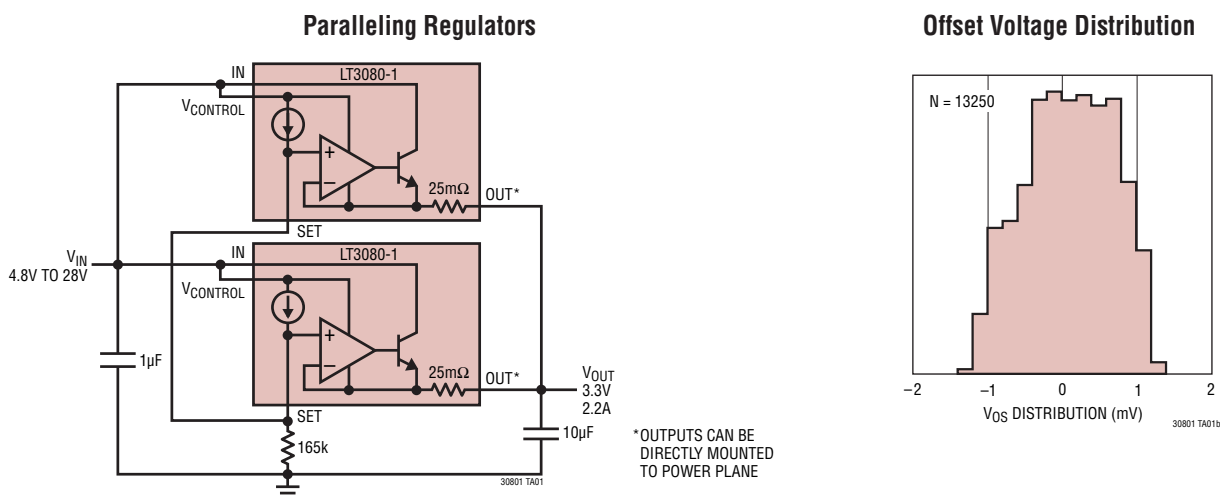 Paralleling Regulators
IN
LT3080-1
VCONTROL
+
–
25mΩ
OUT*
SET
VIN
4.8V TO 28V
IN
LT3080-1
VCONTROL
+
–
25mΩ
OUT*
1µF
VOUT
3.3V
2.2A
SET
165k
10µF
*OUTPUTS CAN BE
DIRECTLY MOUNTED
TO POWER PLANE
30801 TA01
Offset Voltage Distribution
N = 13250
–2 –1 0 1 2
VOS DISTRIBUTION (mV)
30801 TA01b